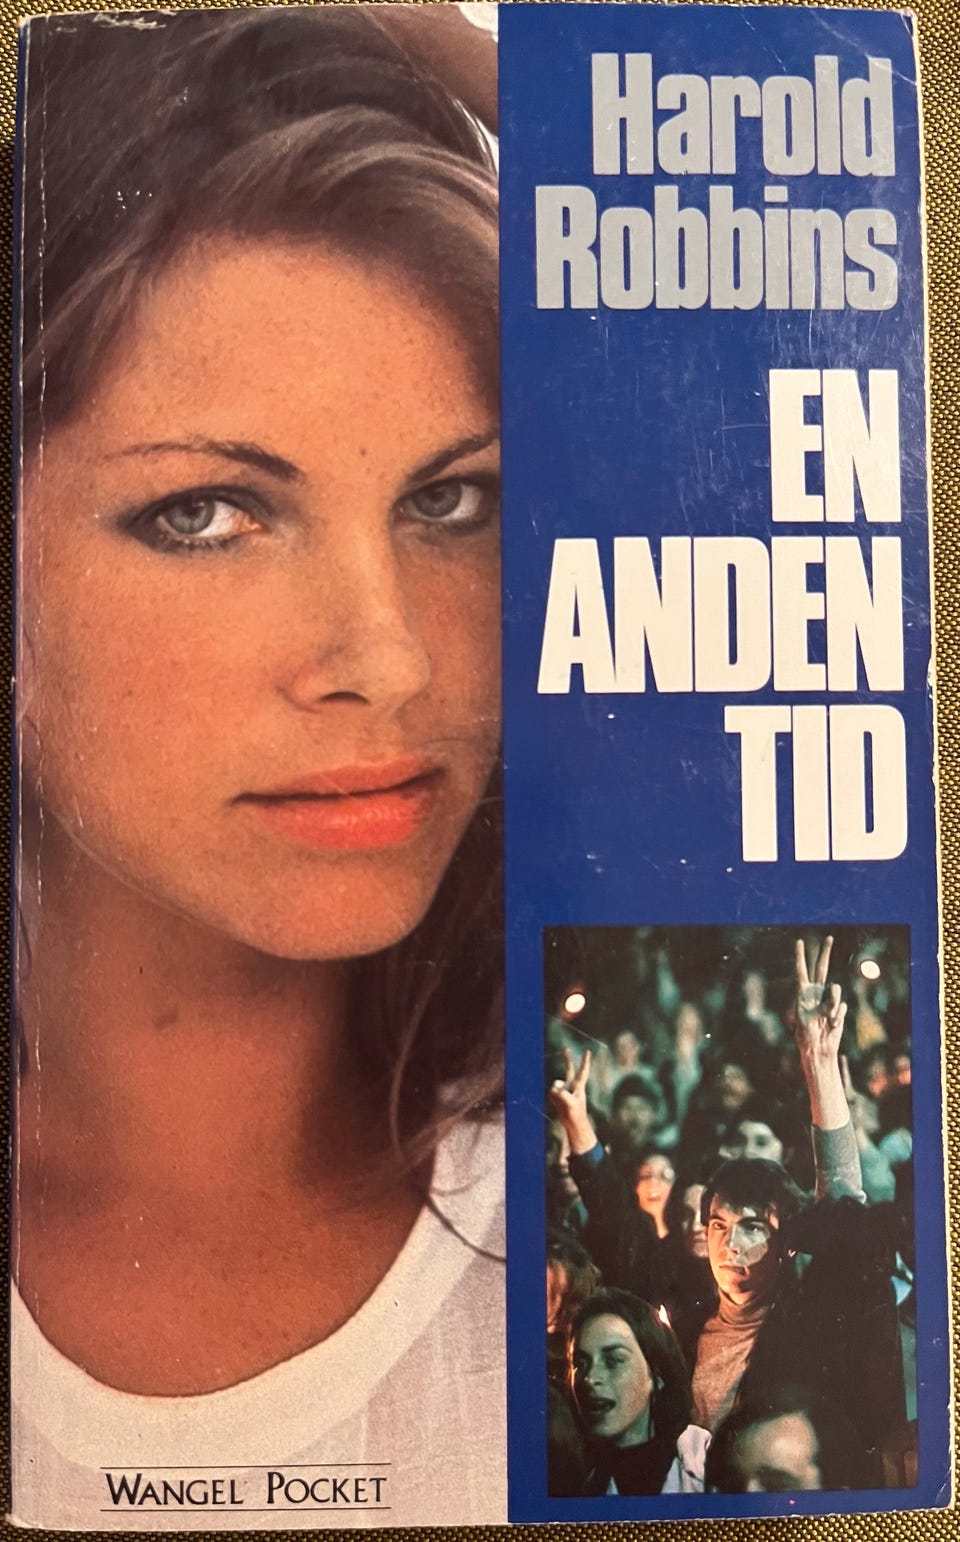 Harold
Robbins
EN
ANDEN
TID
WANGEL POCKET